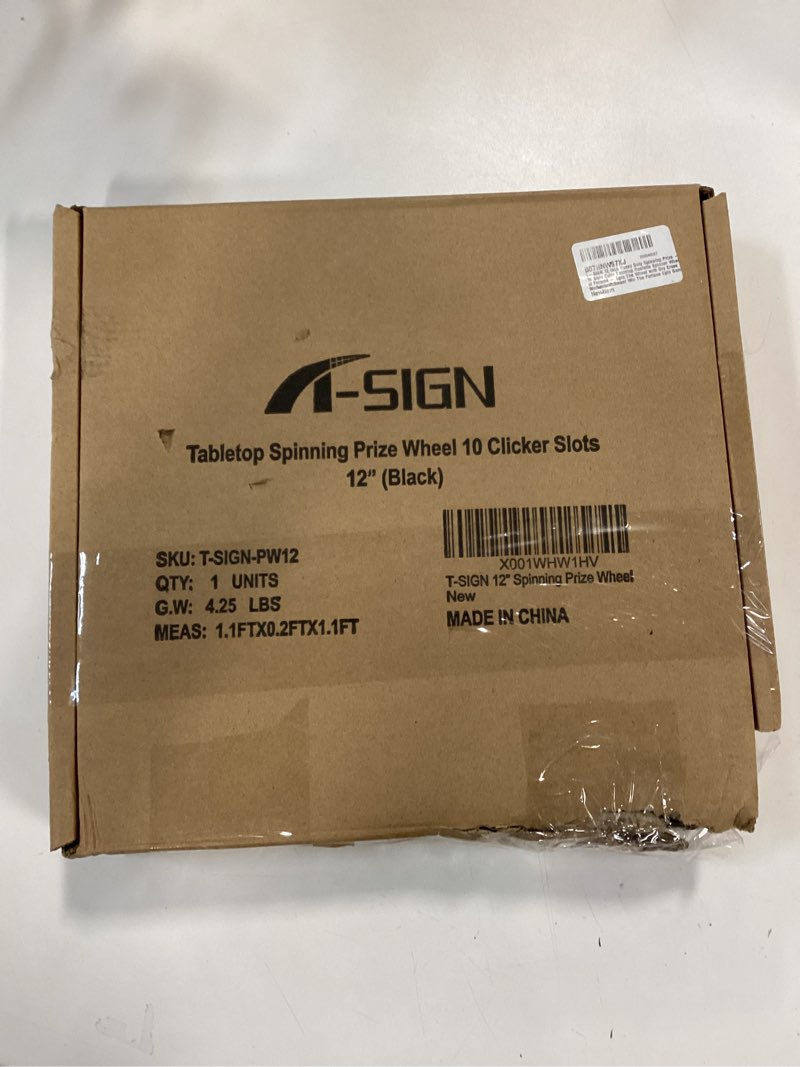 T-SIGN
Tabletop Spinning Prize Wheel 10 Clicker Slots
12” (Black)
SKU: T-SIGN-PW12
QTY: 1 UNITS
G.W: 4.25 LBS
MEAS: 1.1FTX0.2FTX1.1FT
X001WHW1HV
T-SIGN 12" Spinning Prize Wheel
New
MADE IN CHINA